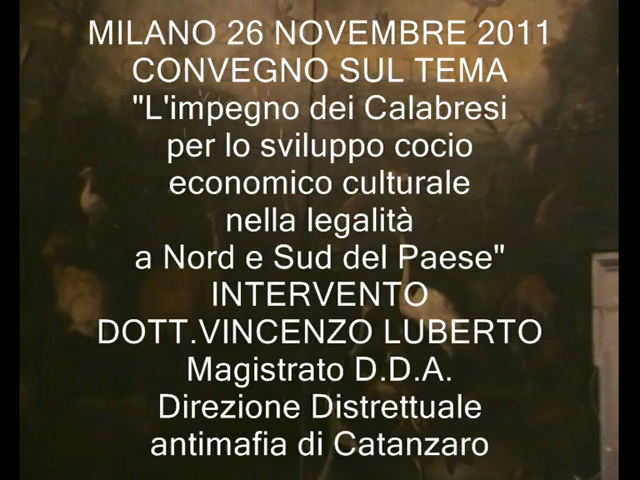 MILANO 26 NOVEMBRE 2011
CONVEGNO SUL TEMA
"L'impegno dei Calabresi
per lo sviluppo cocio
economico culturale
nella legalità
a Nord e Sud del Paese"
INTERVENTO
DOTT.VINCENZO LUBERTO
Magistrato D.D.A.
Direzione Distrettuale
antimafia di Catanzaro